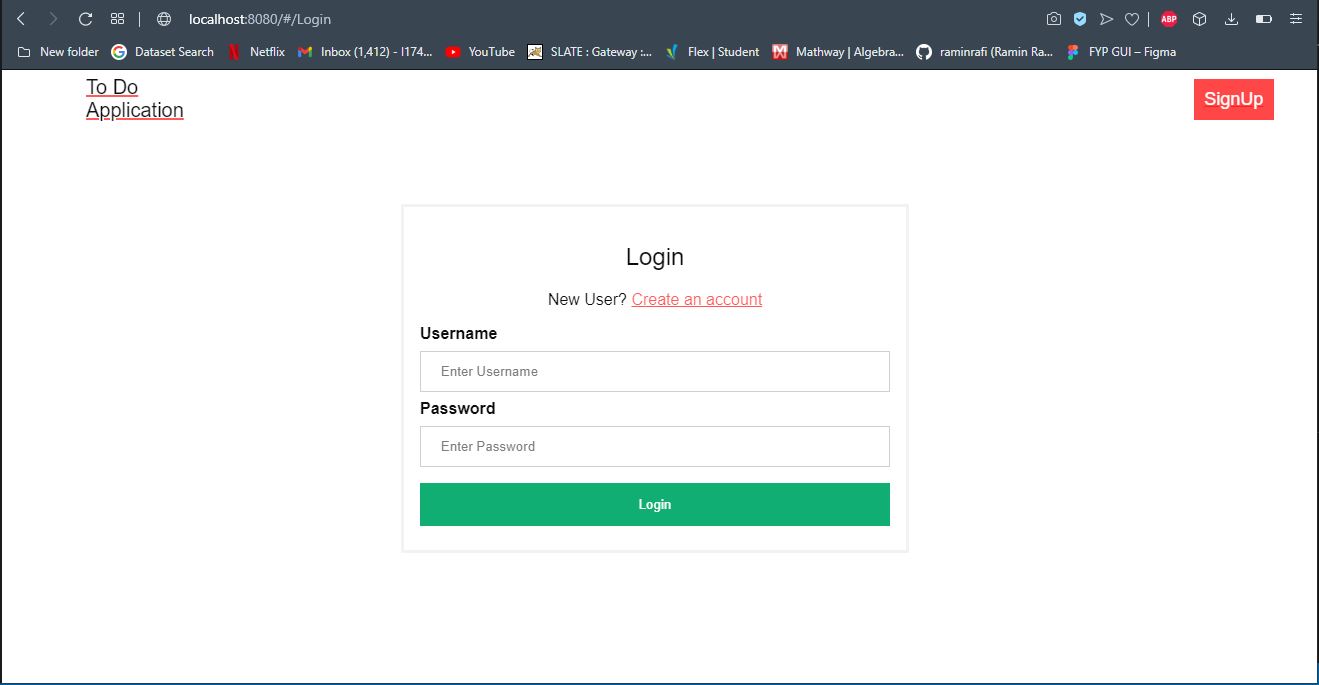 localhost:8080/#/Login
ABP
New folder Dataset Search Netflix Inbox (1,412) - l174... YouTube SLATE : Gateway :... Flex | Student Mathway | Algebra... raminrafi (Ramin Ra... FYP GUI – Figma
To Do
Application
SignUp
Login
New User? Create an account
Username
Enter Username
Password
Enter Password
Login